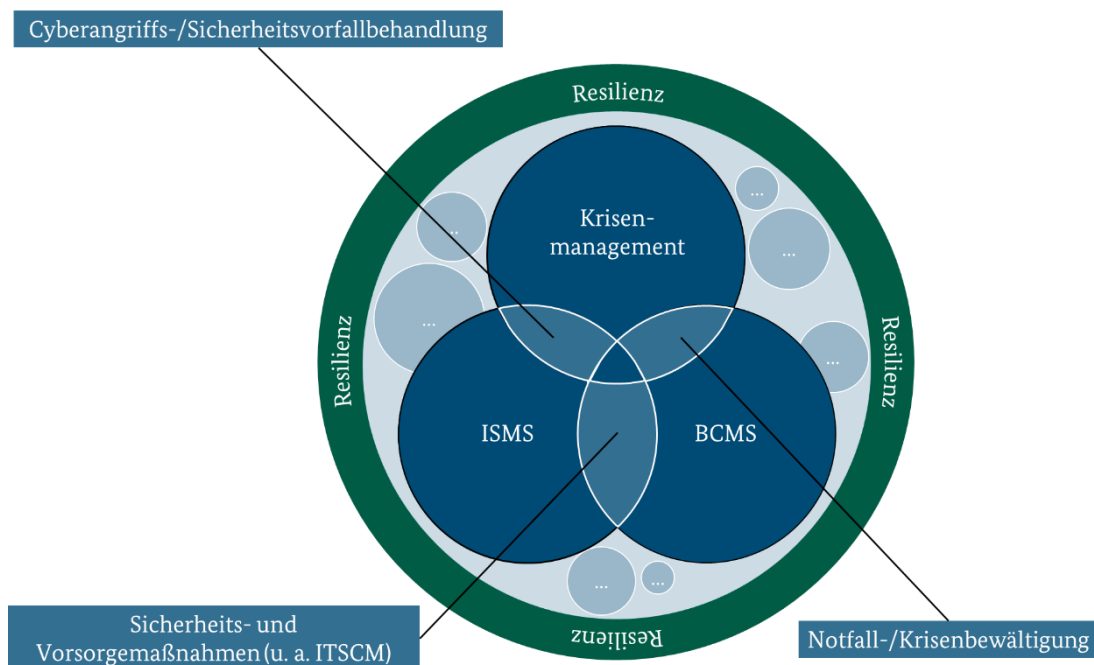 Cyberangriffs-/Sicherheitsvorfallbehandlung
Resilienz
...
Krisen-
management
..
...
...
Resilienz
Resilienz
...
ISMS
BCMS
...
...
Sicherheits- und
Vorsorgemaßnahmen (u. a. ITSCM)
Resilienz
Notfall-/Krisenbewältigung